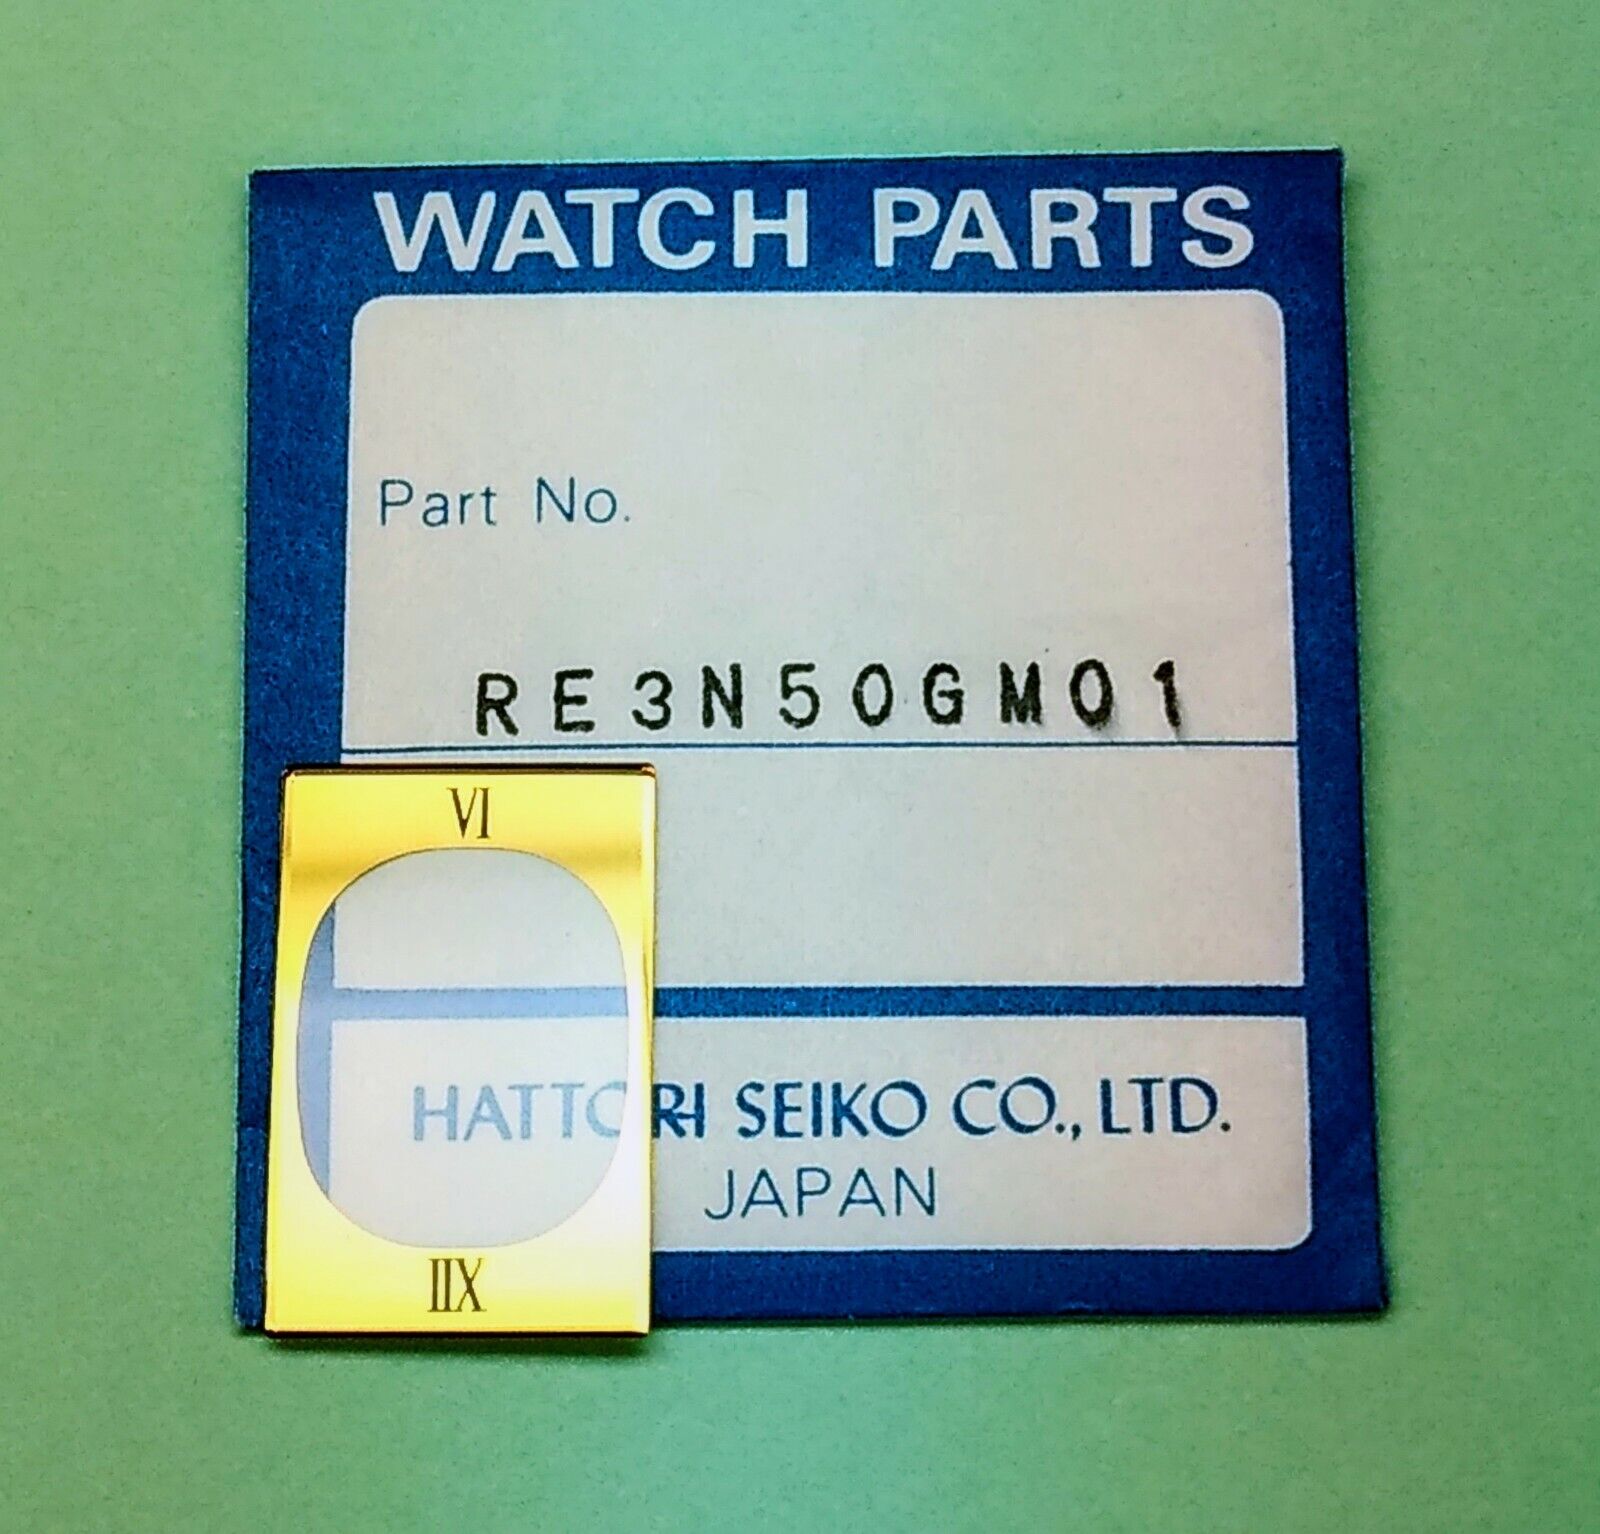 WATCH PARTS
Part No.
RE3N50GM01
VI
HATTORI SEIKO CO., LTD.
JAPAN
IIX